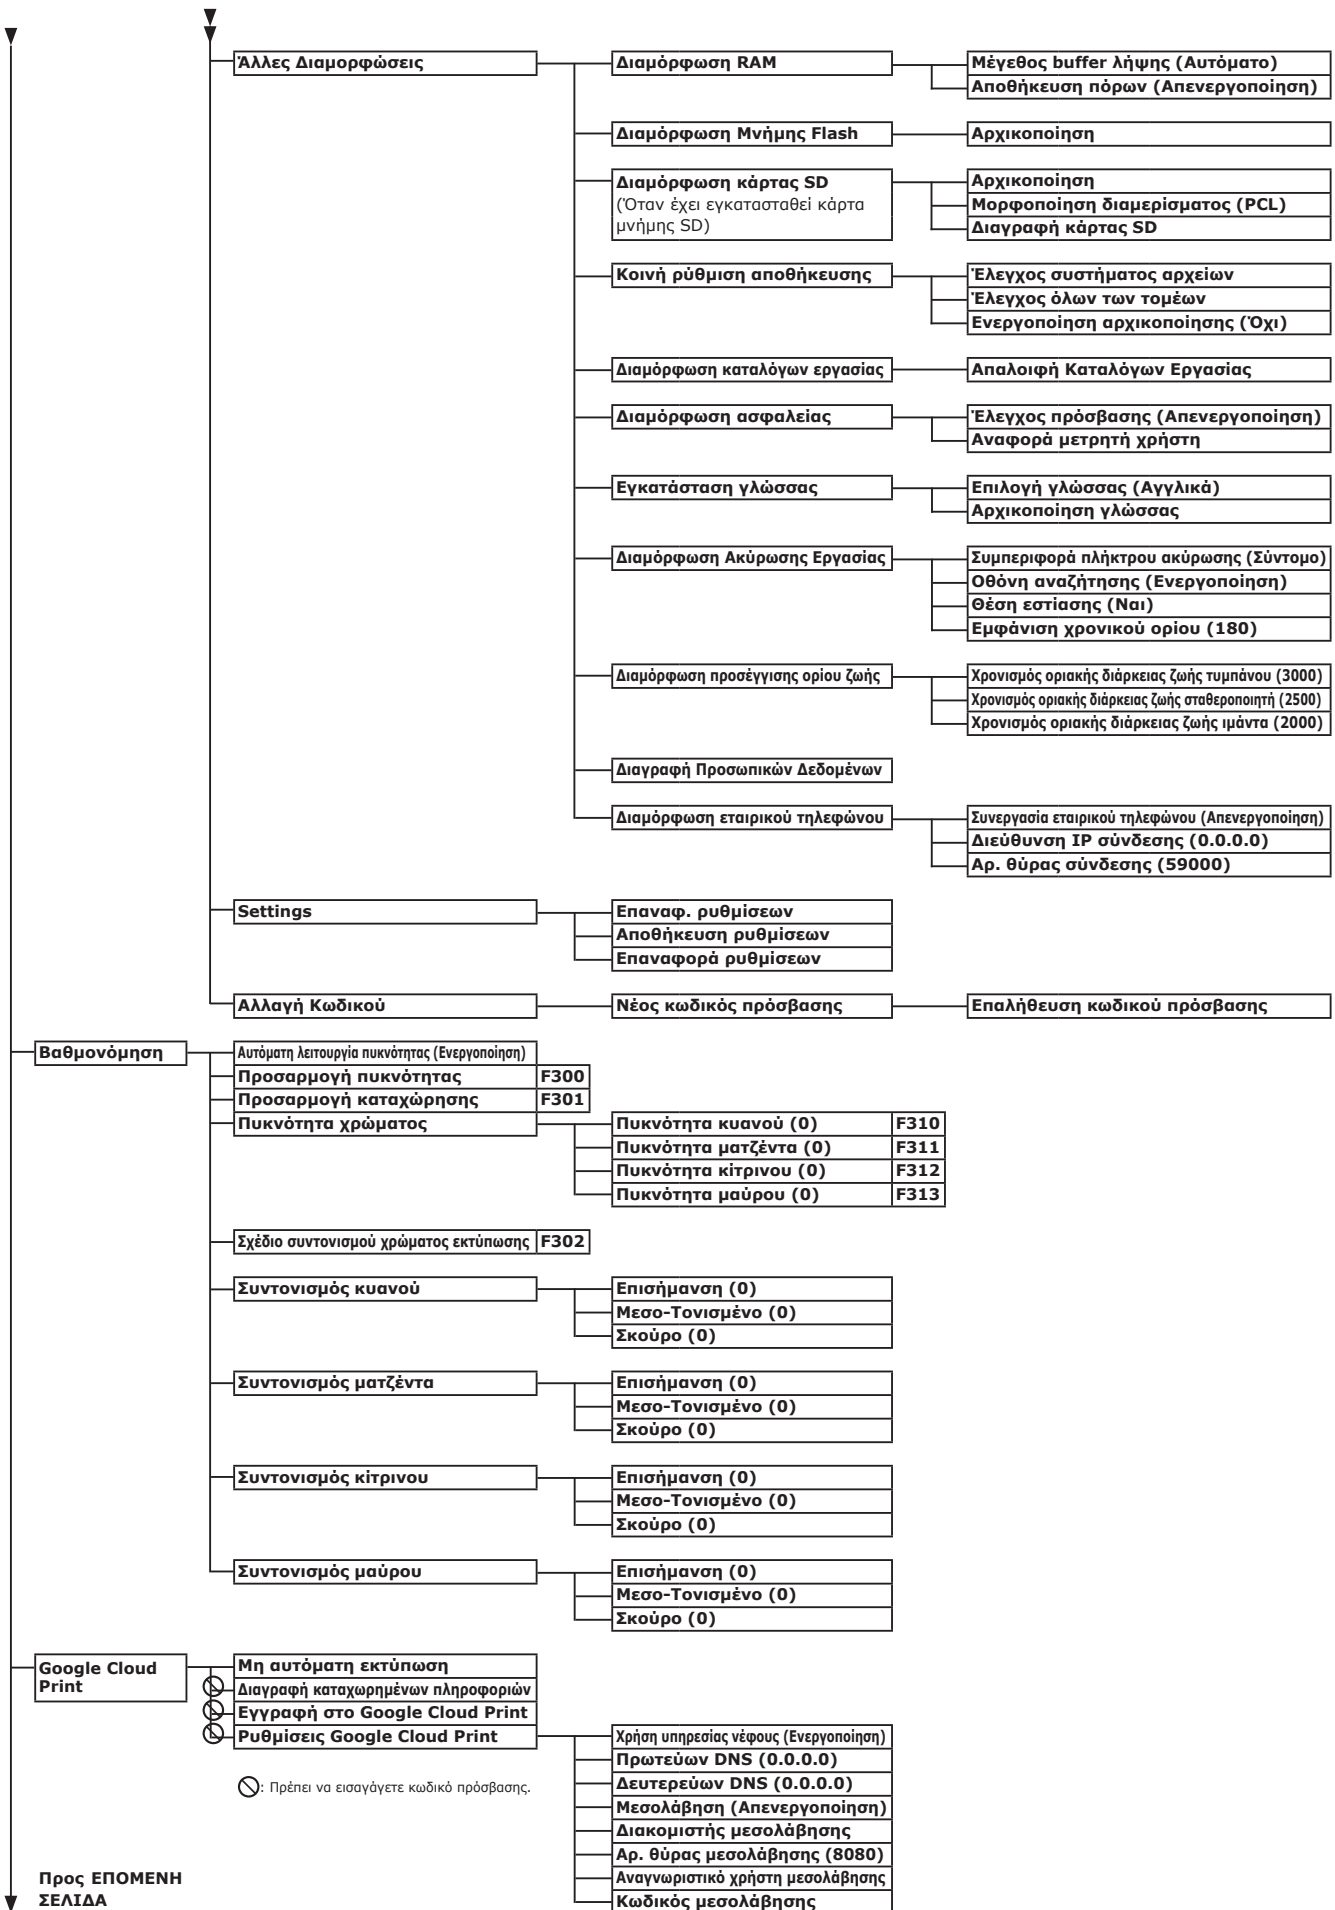 Άλλες Διαμορφώσεις
Διαμόρφωση RAM
Μέγεθος buffer λήψης (Αυτόματο)
Αποθήκευση πόρων (Απενεργοποίηση)
Διαμόρφωση Μνήμης Flash
Αρχικοποίηση
Διαμόρφωση κάρτας SD
(Όταν έχει εγκατασταθεί κάρτα
μνήμης SD)
Αρχικοποίηση
Μορφοποίηση διαμερίσματος (PCL)
Διαγραφή κάρτας SD
Κοινή ρύθμιση αποθήκευσης
Έλεγχος συστήματος αρχείων
Έλεγχος όλων των τομέων
Ενεργοποίηση αρχικοποίησης (Όχι)
Διαμόρφωση καταλόγων εργασίας
Απαλοιφή Καταλόγων Εργασίας
Διαμόρφωση ασφαλείας
Έλεγχος πρόσβασης (Απενεργοποίηση)
Αναφορά μετρητή χρήστη
Εγκατάσταση γλώσσας
Επιλογή γλώσσας (Αγγλικά)
Αρχικοποίηση γλώσσας
Διαμόρφωση Ακύρωσης Εργασίας
Συμπεριφορά πλήκτρου ακύρωσης (Σύντομο)
Οθόνη αναζήτησης (Ενεργοποίηση)
Θέση εστίασης (Ναι)
Εμφάνιση χρονικού ορίου (180)
Διαμόρφωση προσέγγισης ορίου ζωής
Χρονισμός οριακής διάρκειας ζωής τυμπάνου (3000)
Χρονισμός οριακής διάρκειας ζωής σταθεροποιητή (2500)
Χρονισμός οριακής διάρκειας ζωής ιμάντα (2000)
Διαγραφή Προσωπικών Δεδομένων
Διαμόρφωση εταιρικού τηλεφώνου
Συνεργασία εταιρικού τηλεφώνου (Απενεργοποίηση)
Διεύθυνση IP σύνδεσης (0.0.0.0)
Αρ. θύρας σύνδεσης (59000)
Settings
Επαναφ. ρυθμίσεων
Αποθήκευση ρυθμίσεων
Επαναφορά ρυθμίσεων
Αλλαγή Κωδικού
Νέος κωδικός πρόσβασης
Επαλήθευση κωδικού πρόσβασης
Βαθμονόμηση
Αυτόματη λειτουργία πυκνότητας (Ενεργοποίηση)
Προσαρμογή πυκνότητας F300
Προσαρμογή καταχώρησης F301
Πυκνότητα χρώματος
Πυκνότητα κυανού (0) F310
Πυκνότητα ματζέντα (0) F311
Πυκνότητα κίτρινου (0) F312
Πυκνότητα μαύρου (0) F313
Σχέδιο συντονισμού χρώματος εκτύπωσης F302
Συντονισμός κυανού
Επισήμανση (0)
Μεσο-Τονισμένο (0)
Σκούρο (0)
Συντονισμός ματζέντα
Επισήμανση (0)
Μεσο-Τονισμένο (0)
Σκούρο (0)
Συντονισμός κίτρινου
Επισήμανση (0)
Μεσο-Τονισμένο (0)
Σκούρο (0)
Συντονισμός μαύρου
Επισήμανση (0)
Μεσο-Τονισμένο (0)
Σκούρο (0)
Google Cloud
Print
Μη αυτόματη εκτύπωση
Διαγραφή καταχωρημένων πληροφοριών
Εγγραφή στο Google Cloud Print
Ρυθμίσεις Google Cloud Print
Χρήση υπηρεσίας νέφους (Ενεργοποίηση)
Πρωτεύων DNS (0.0.0.0)
Δευτερεύων DNS (0.0.0.0)
Μεσολάβηση (Απενεργοποίηση)
Διακομιστής μεσολάβησης
Αρ. θύρας μεσολάβησης (8080)
Αναγνωριστικό χρήστη μεσολάβησης
Κωδικός μεσολάβησης
: Πρέπει να εισαγάγετε κωδικό πρόσβασης.
Προς ΕΠΟΜΕΝΗ
ΣΕΛΙΔΑ